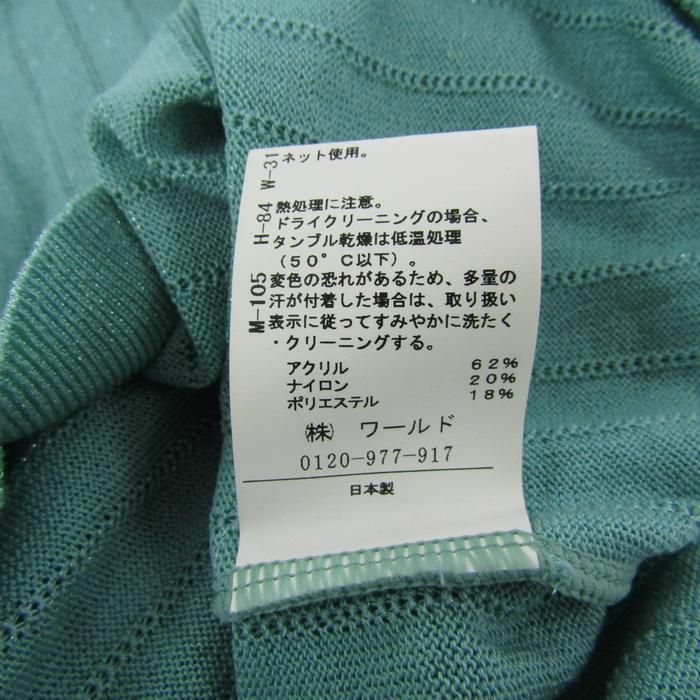 W-31 ネット使用。
H-84 熱処理に注意。
ドライクリーニングの場合、
タンブル乾燥は低温処理
（５０°Ｃ以下）。
M-105 変色の恐れがあるため、多量の
汗が付着した場合は、取り扱い
表示に従ってすみやかに洗たく
・クリーニングする。
アクリル ６２％
ナイロン ２０％
ポリエステル １８％
㈱ ワールド
0120-977-917
日本製